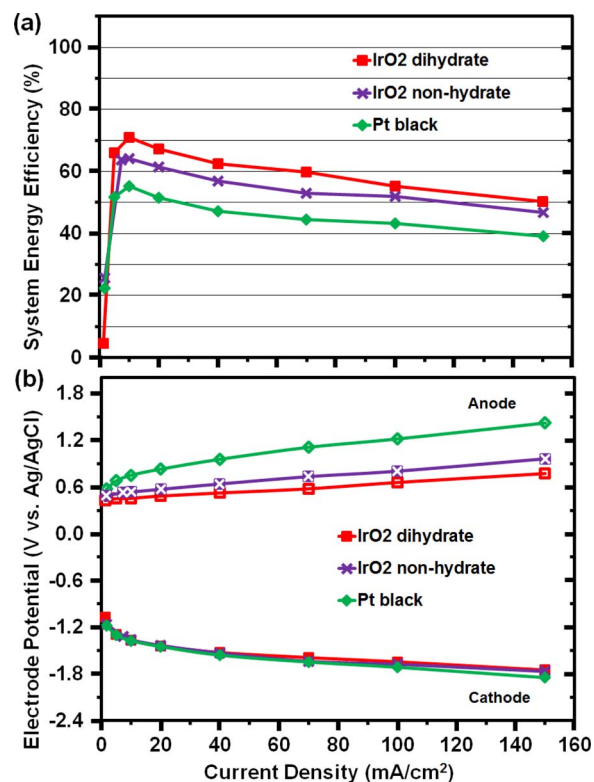 (a)
System Energy Efficiency (%)
100
80
60
40
20
0
IrO2 dihydrate
IrO2 non-hydrate
Pt black
(b)
Electrode Potential (V vs. Ag/AgCl)
1.8
1.2
0.6
0.0
-0.6
-1.2
-1.8
-2.4
Anode
IrO2 dihydrate
IrO2 non-hydrate
Pt black
Cathode
0 20 40 60 80 100 120 140 160
Current Density (mA/cm²)